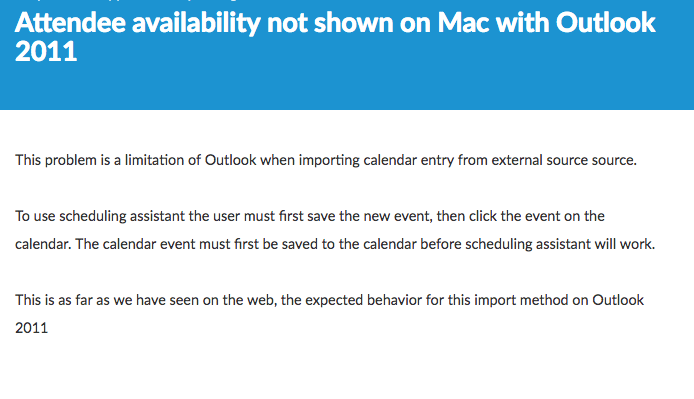 Attendee availability not shown on Mac with Outlook
2011
This problem is a limitation of Outlook when importing calendar entry from external source source.
To use scheduling assistant the user must first save the new event, then click the event on the
calendar. The calendar event must first be saved to the calendar before scheduling assistant will work.
This is as far as we have seen on the web, the expected behavior for this import method on Outlook
2011